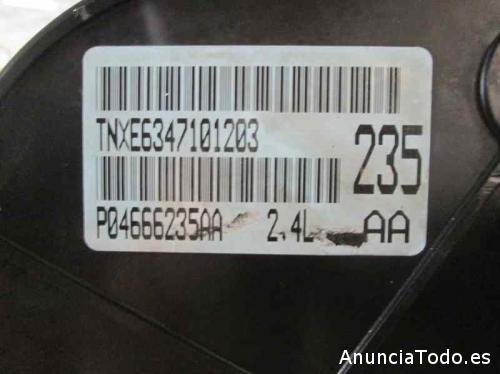 TNXE6347101203
235
P04666235AA 2,4L AA
AnunciaTodo.es